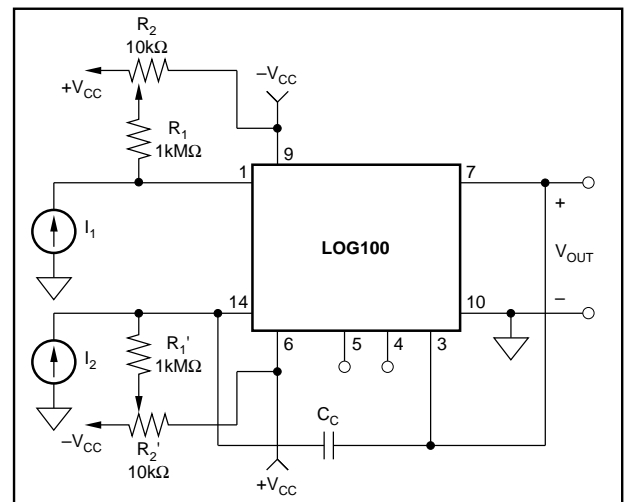 R2
10kΩ
+VCC
–VCC
R1
1kMΩ
9
1
7
I1
+
LOG100
VOUT
14
10
–
6
5
4
3
I2
R1'
1kMΩ
–VCC
R2'
10kΩ
CC
+VCC